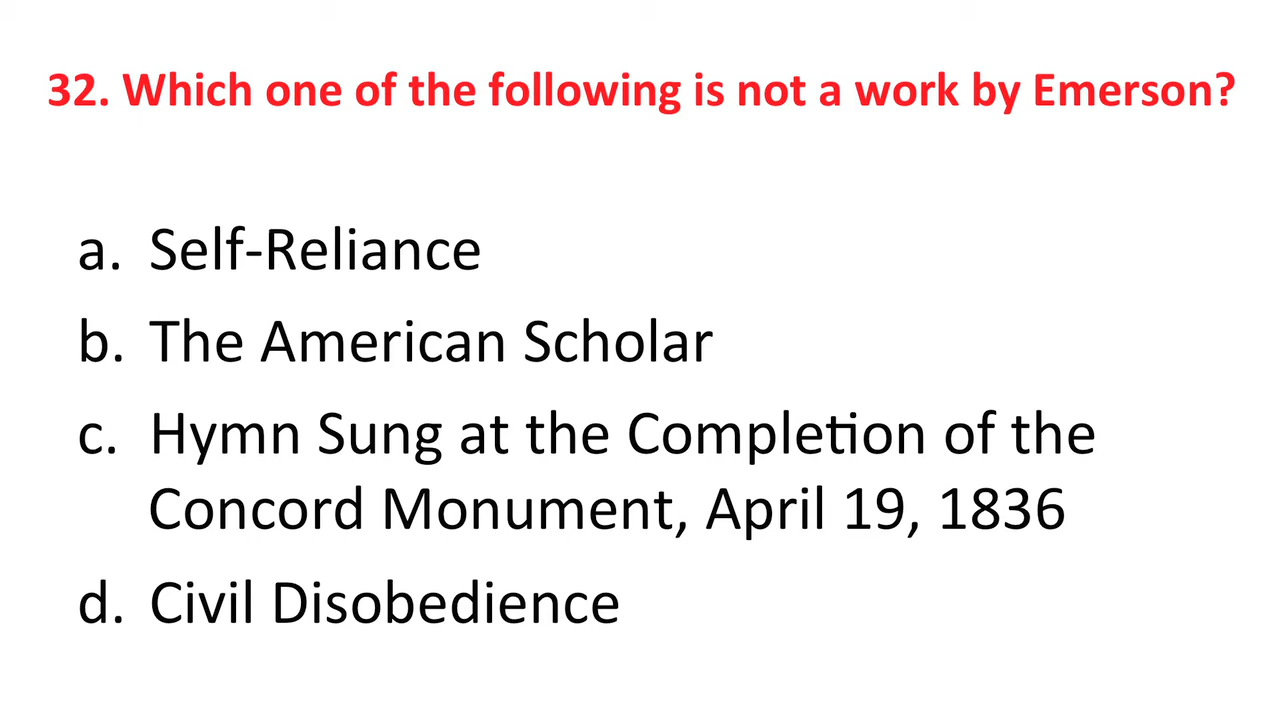 32. Which one of the following is not a work by Emerson?
a. Self-Reliance
b. The American Scholar
c. Hymn Sung at the Completion of the
Concord Monument, April 19, 1836
d. Civil Disobedience